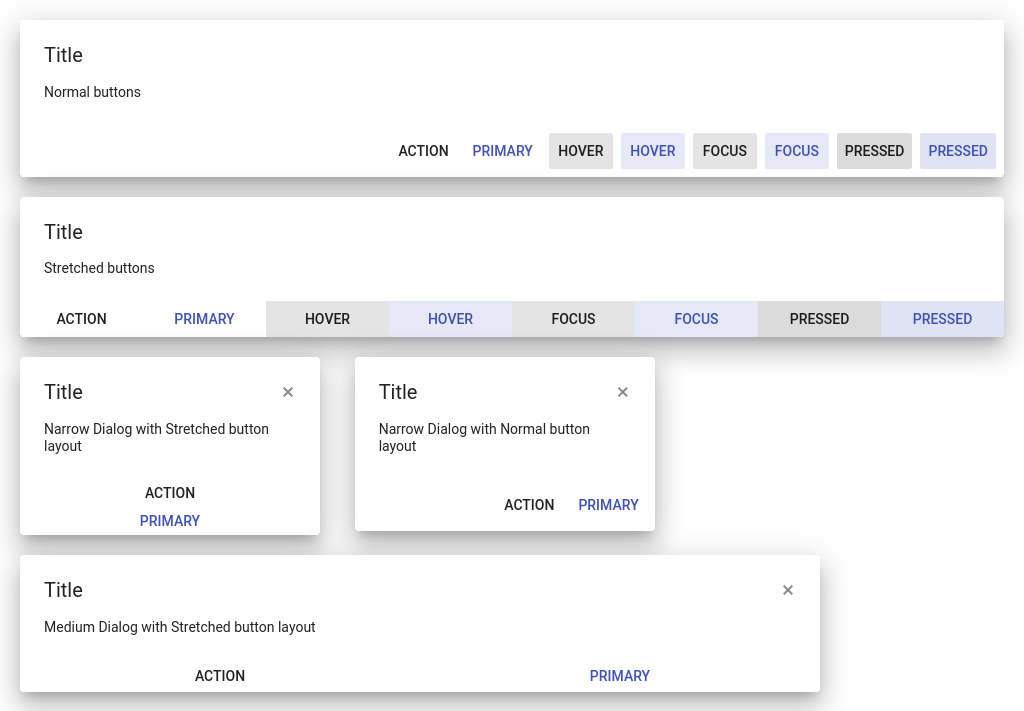 Title
Normal buttons
ACTION PRIMARY HOVER HOVER FOCUS FOCUS PRESSED PRESSED
Title
Stretched buttons
ACTION PRIMARY HOVER HOVER FOCUS FOCUS PRESSED PRESSED
Title
Narrow Dialog with Stretched button
layout
ACTION
PRIMARY
Title
Narrow Dialog with Normal button
layout
ACTION PRIMARY
Title
Medium Dialog with Stretched button layout
ACTION PRIMARY